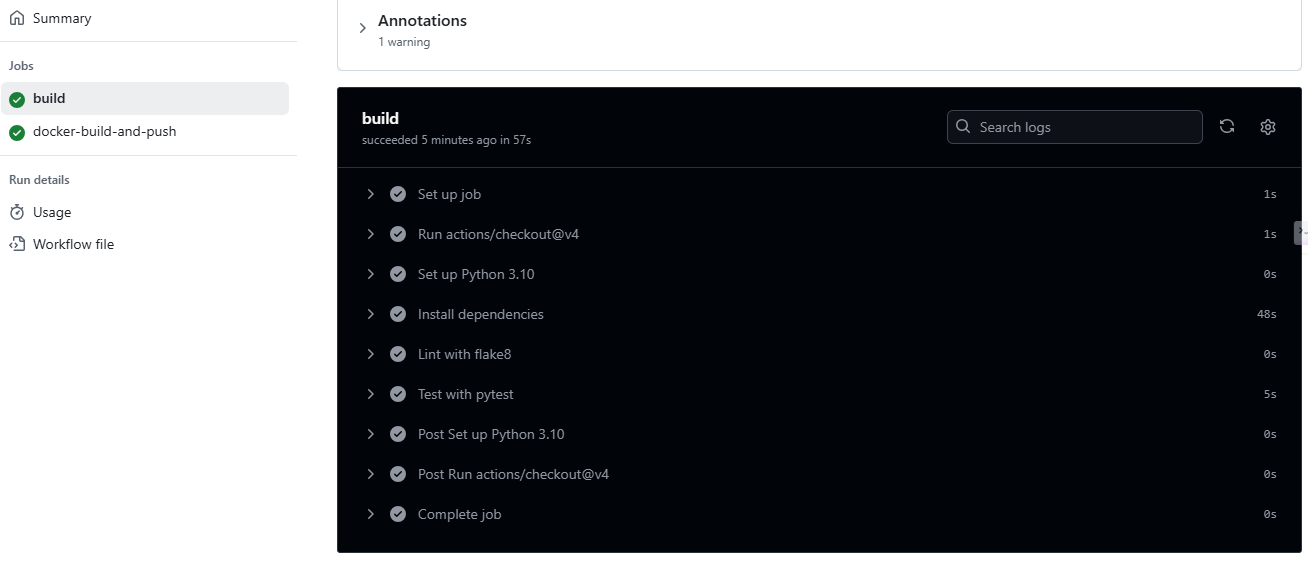 Summary
Jobs
build
docker-build-and-push
Run details
Usage
Workflow file
Annotations
1 warning
build
succeeded 5 minutes ago in 57s
Search logs
Set up job 1s
Run actions/checkout@v4 1s
Set up Python 3.10 0s
Install dependencies 48s
Lint with flake8 0s
Test with pytest 5s
Post Set up Python 3.10 0s
Post Run actions/checkout@v4 0s
Complete job 0s